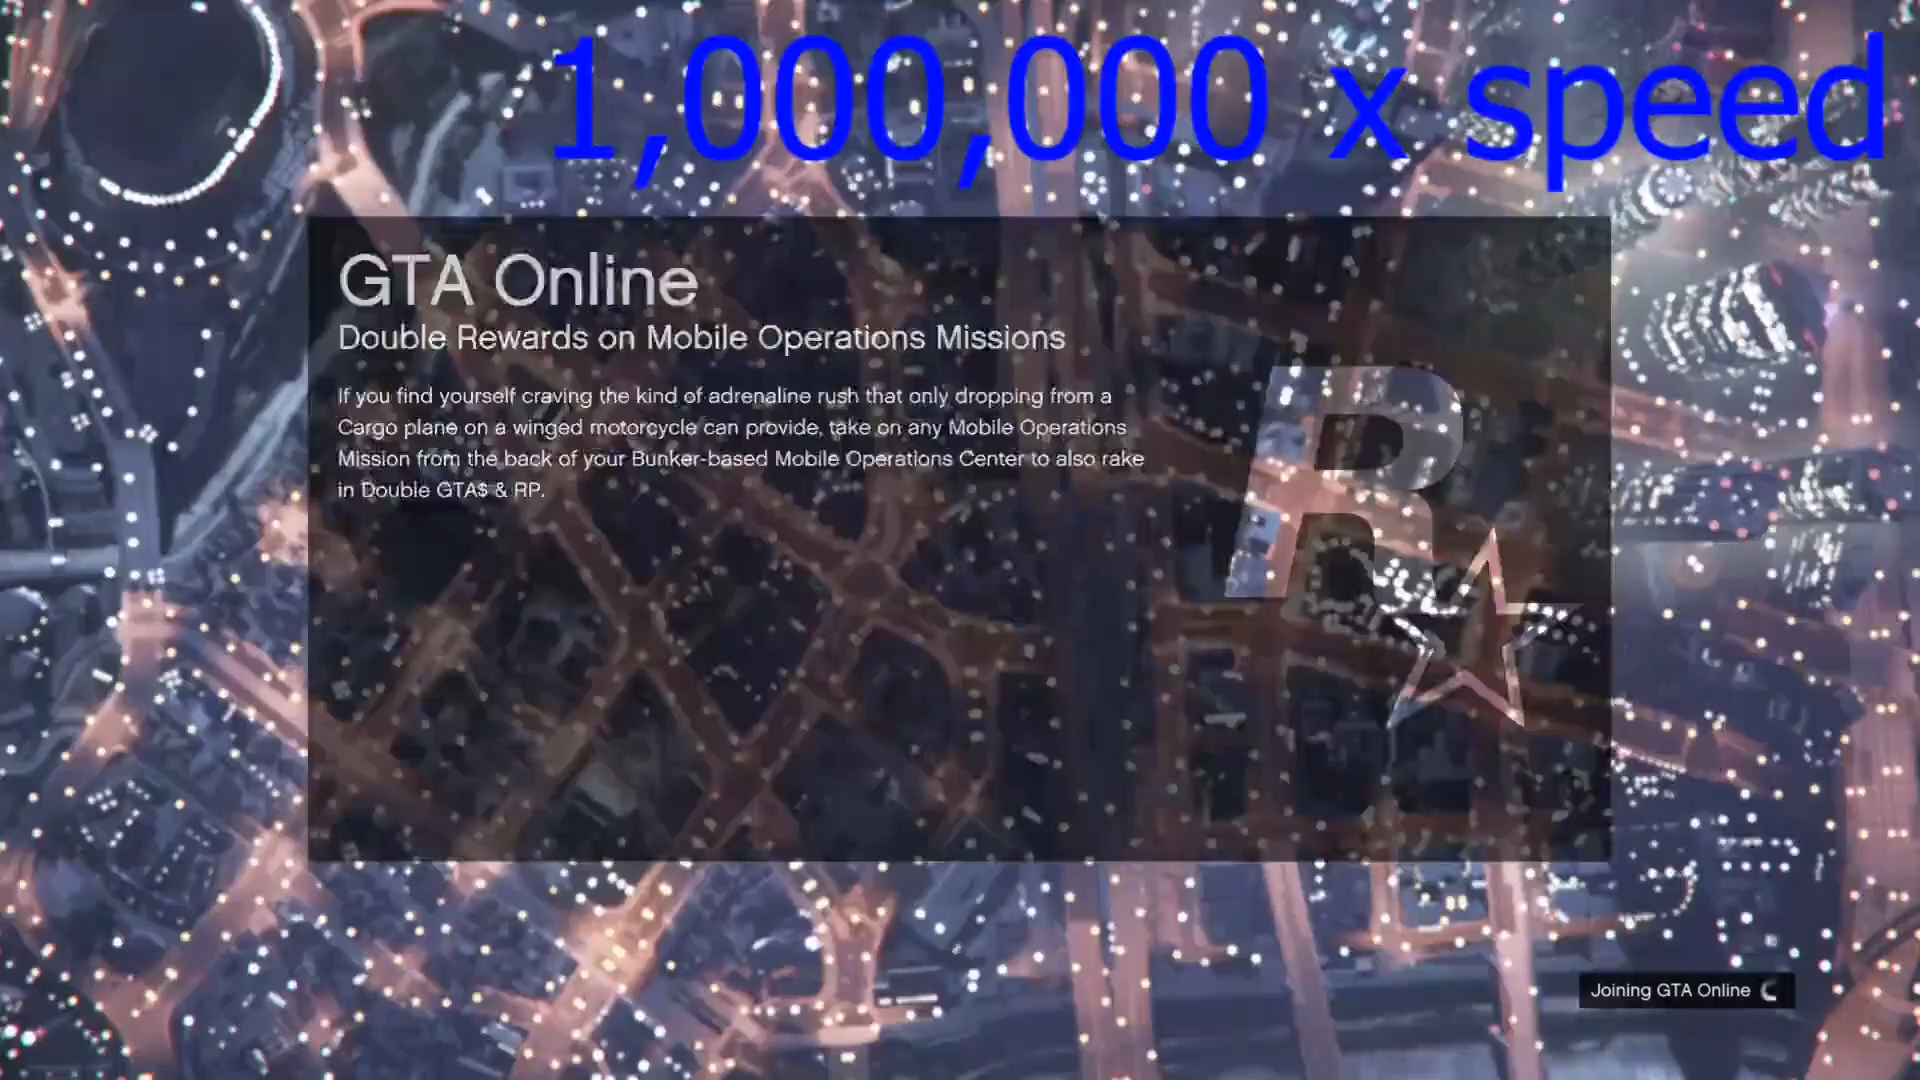 1,000,000 x speed
GTA Online
Double Rewards on Mobile Operations Missions
If you find yourself craving the kind of adrenaline rush that only dropping from a
Cargo plane on a winged motorcycle can provide, take on any Mobile Operations
Mission from the back of your Bunker-based Mobile Operations Center to also rake
in Double GTA$ & RP.
R
Joining GTA Online